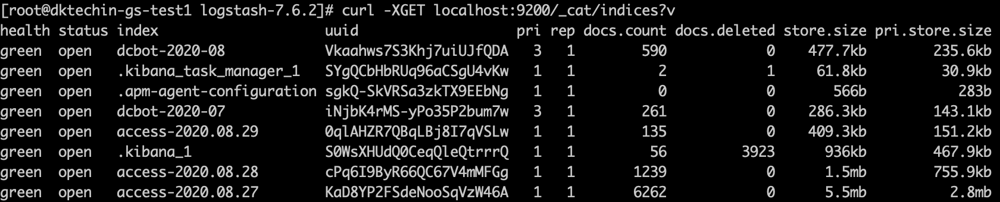 [root@dktechin-gs-test1 logstash-7.6.2]# curl -XGET localhost:9200/_cat/indices?v
health status index                    uuid                   pri rep docs.count docs.deleted store.size pri.store.size
green  open   dcbot-2020-08            Vkaahws7S3Khj7uiUJfQDA   3   1        590            0    477.7kb        235.6kb
green  open   .kibana_task_manager_1   SYgQCbHbRUq96aCSgU4vKw   1   1          2            1     61.8kb         30.9kb
green  open   .apm-agent-configuration sgkQ-SkVRSa3zkTX9EEbNg   1   1          0            0       566b           283b
green  open   dcbot-2020-07            iNjbK4rMS-yPo35P2bum7w   3   1        261            0    286.3kb        143.1kb
green  open   access-2020.08.29        0qlAHZR7QBqLBj8I7qVSLw   1   1        135            0    409.3kb        151.2kb
green  open   .kibana_1                S0WsXHUdQ0CeqQleQtrrrQ   1   1         56         3923      936kb        467.9kb
green  open   access-2020.08.28        cPq6I9ByR66QC67V4mMFGg   1   1       1239            0      1.5mb        755.9kb
green  open   access-2020.08.27        KaD8YP2FSdeNooSqVzW46A   1   1       6262            0      5.5mb          2.8mb